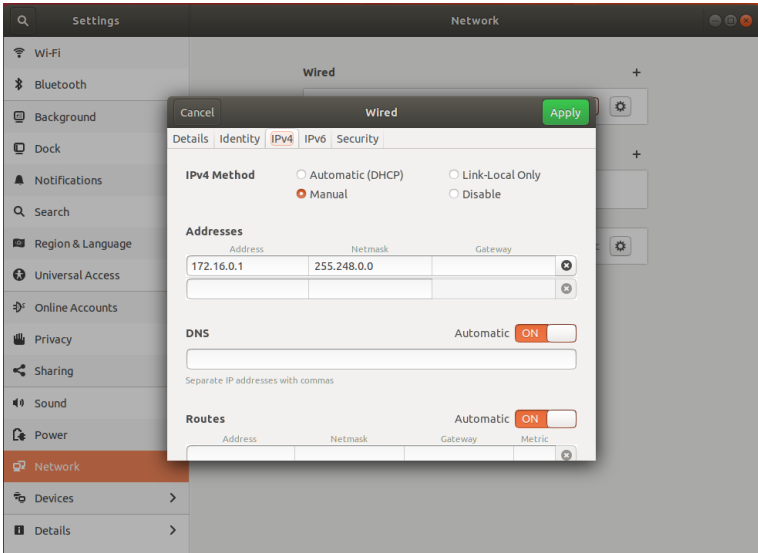 Settings
Network
Wi-Fi
Bluetooth
Background
Dock
Notifications
Search
Region & Language
Universal Access
Online Accounts
Privacy
Sharing
Sound
Power
Network
Devices
Details
Wired
+
+
Cancel
Wired
Apply
Details Identity IPv4 IPv6 Security
IPv4 Method
Automatic (DHCP)
Link-Local Only
Manual
Disable
Addresses
Address Netmask Gateway
172.16.0.1 255.248.0.0
DNS
Automatic ON
Separate IP addresses with commas
Routes
Automatic ON
Address Netmask Gateway Metric